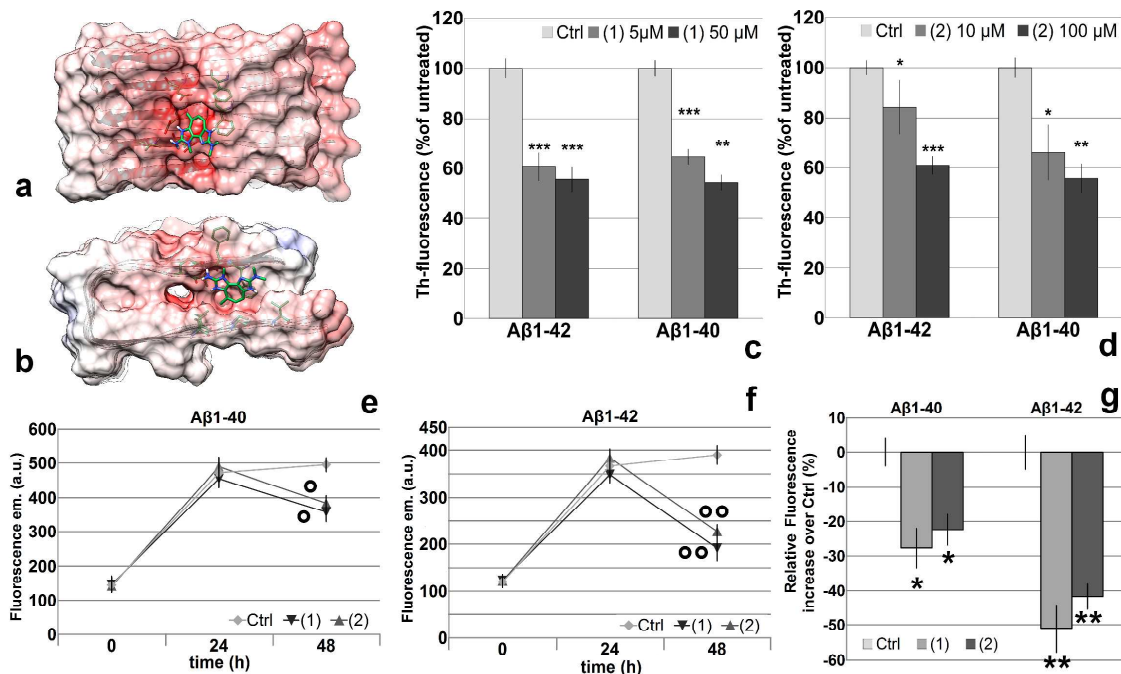 a
b
c
Ctrl (1) 5µM (1) 50 µM
Th-fluorescence (%of untreated)
120
100
80
60
40
20
0
*** ***
***
**
Aβ1-42 Aβ1-40
d
Ctrl (2) 10 µM (2) 100 µM
Th-fluorescence (%of untreated)
120
100
80
60
40
20
0
*
***
*
**
Aβ1-42 Aβ1-40
e
Aβ1-40
Fluorescence em. (a.u.)
600
500
400
300
200
100
0
Ctrl (1) (2)
0 24 48
time (h)
f
Aβ1-42
Fluorescence em. (a.u.)
450
400
350
300
200
150
100
0
Ctrl (1) (2)
0 24 48
time (h)
g
Aβ1-40 Aβ1-42
Relative Fluorescence
increase over Ctrl (%)
10
0
-10
-20
-30
-40
-50
-60
*
*
**
**
Ctrl (1) (2)